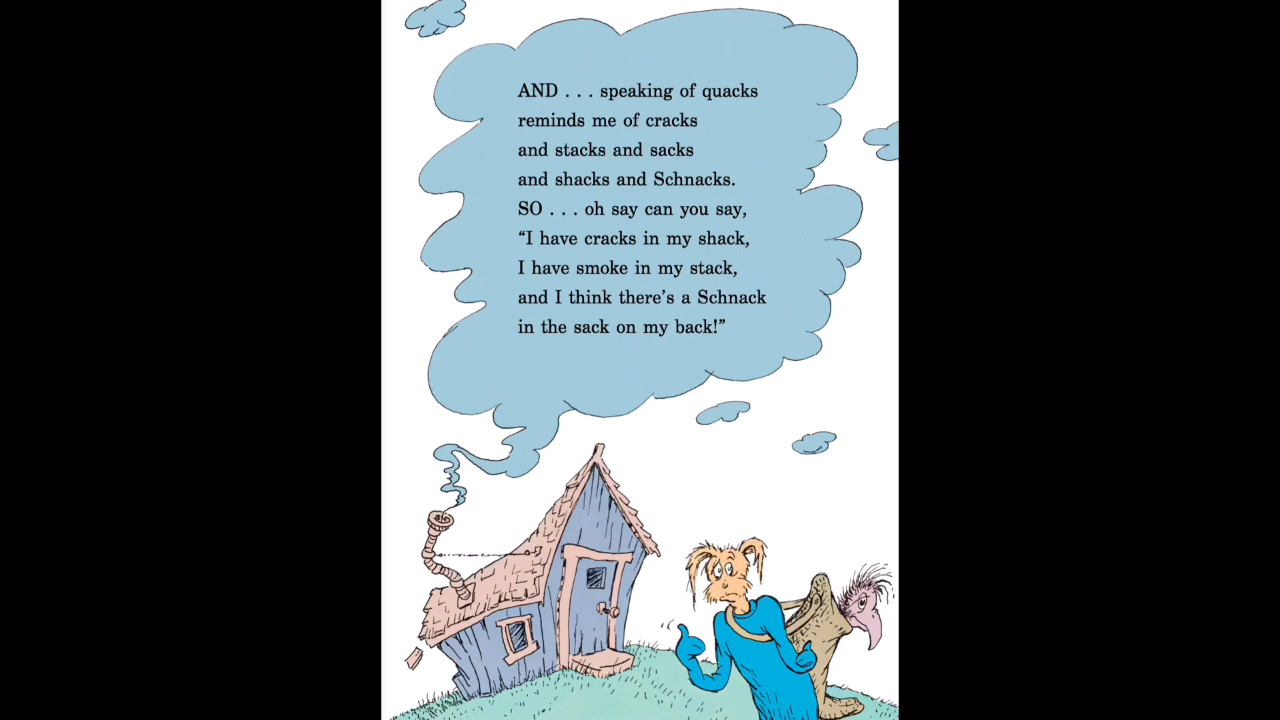 AND . . . speaking of quacks
reminds me of cracks
and stacks and sacks
and shacks and Schnacks.
SO . . . oh say can you say,
“I have cracks in my shack,
I have smoke in my stack,
and I think there’s a Schnack
in the sack on my back!”